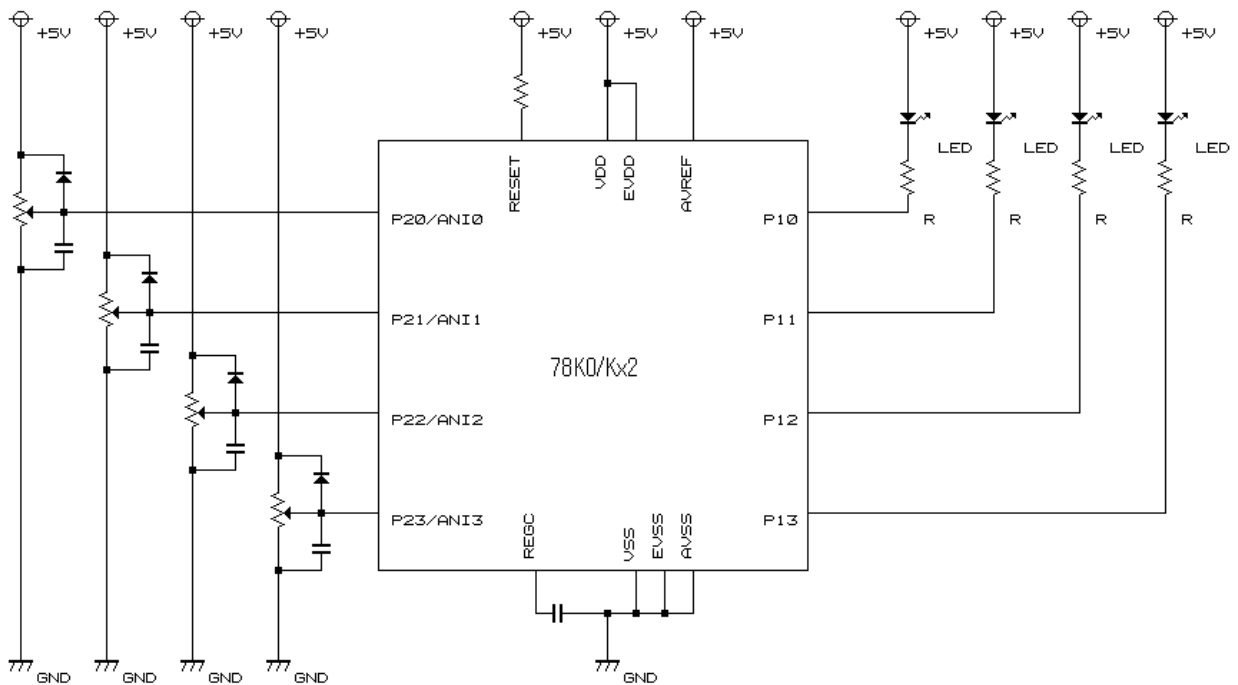 +5V +5V +5V +5V +5V +5V +5V +5V +5V +5V +5V
LED LED LED LED
RESET VDD EVDD AVREF
P20/ANI0 P10 R R R R
P21/ANI1 P11
78K0/Kx2
P22/ANI2 P12
P23/ANI3 P13
REGC VSS EVSS AVSS
GND GND GND GND GND